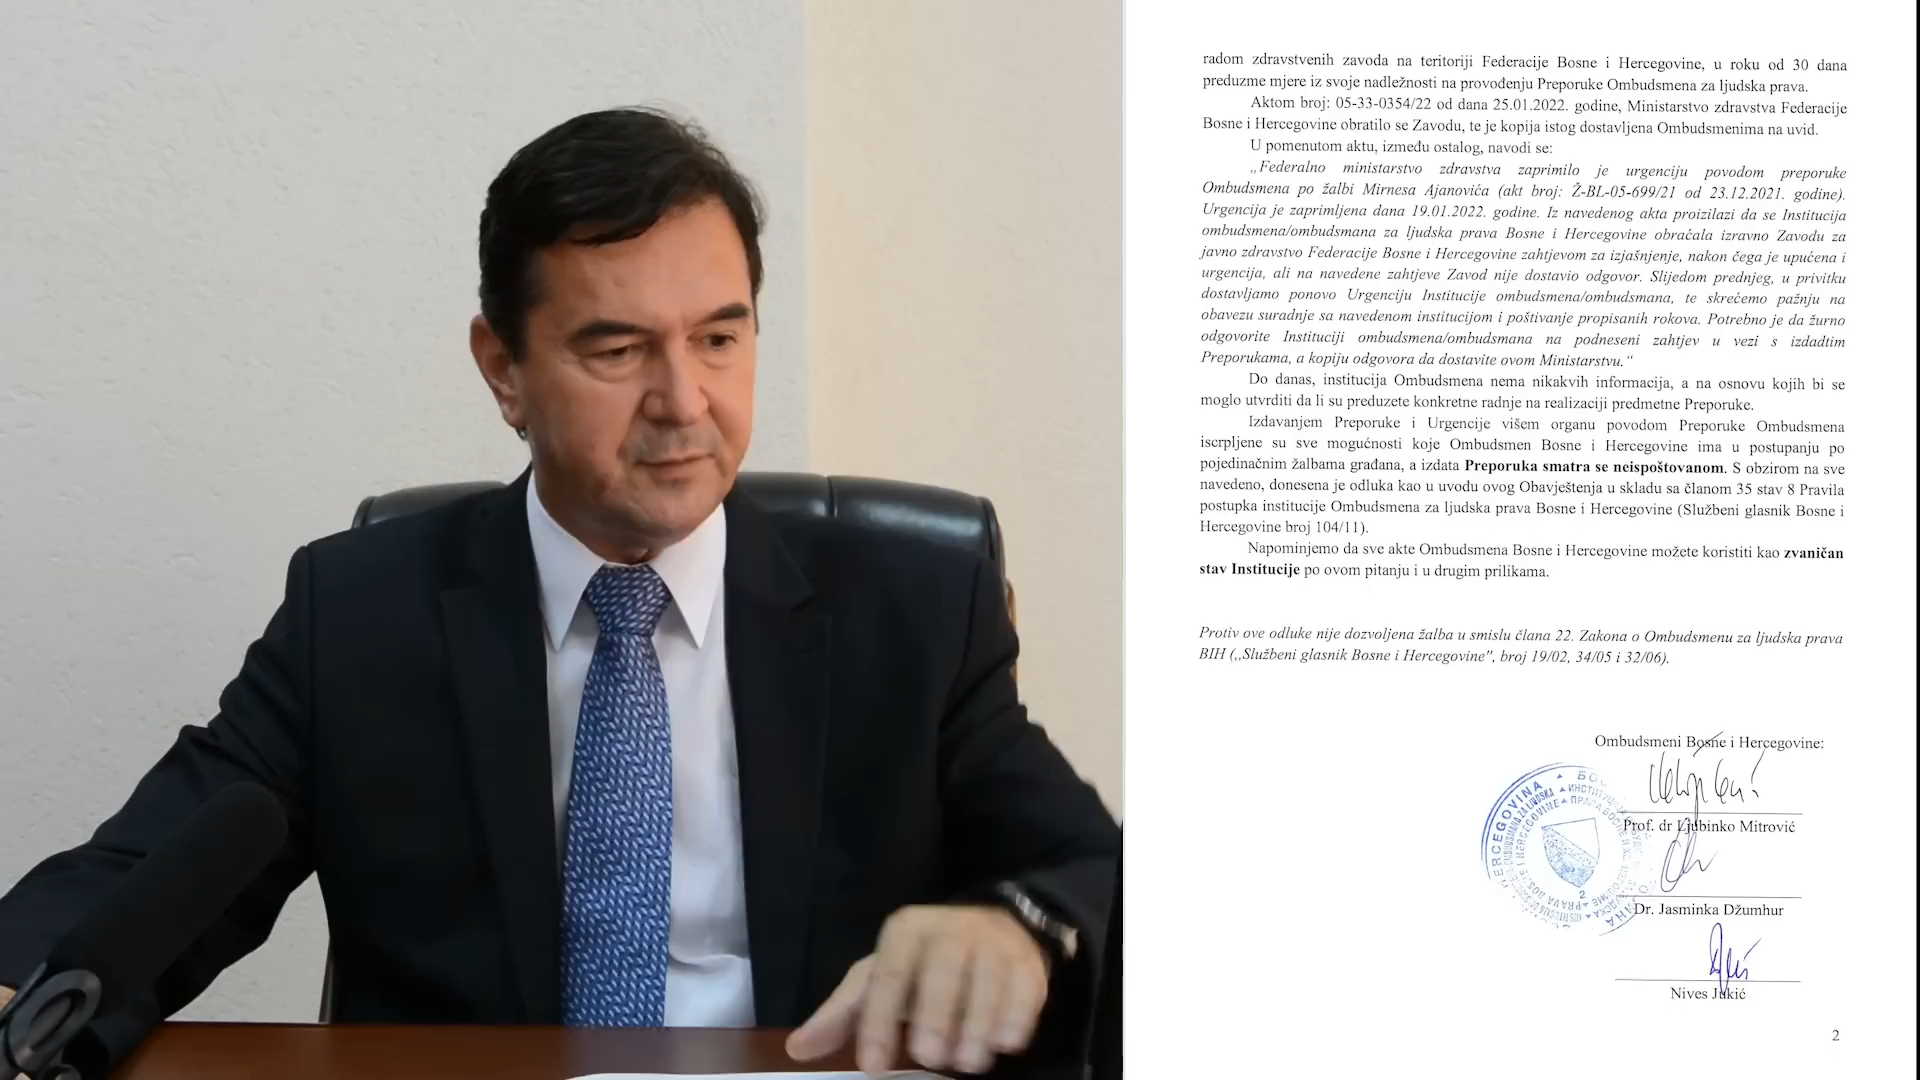 radom zdravstvenih zavoda na teritoriji Federacije Bosne i Hercegovine, u roku od 30 dana
preduzme mjere iz svoje nadležnosti na provođenju Preporuke Ombudsmena za ljudska prava.
Aktom broj: 05-33-0354/22 od dana 25.01.2022. godine, Ministarstvo zdravstva Federacije
Bosne i Hercegovine obratilo se Zavodu, te je kopija istog dostavljena Ombudsmenima na uvid.
U pomenutom aktu, između ostalog, navodi se:
„Federalno ministarstvo zdravstva zaprimilo je urgenciju povodom preporuke
Ombudsmena po žalbi Mirnesa Ajanovića (akt broj: Ž-BL-05-699/21 od 23.12.2021. godine).
Urgencija je zaprimljena dana 19.01.2022. godine. Iz navedenog akta proizilazi da se Institucija
ombudsmena/ombudsmana za ljudska prava Bosne i Hercegovine obraćala izravno Zavodu za
javno zdravstvo Federacije Bosne i Hercegovine zahtjevom za izjašnjenje, nakon čega je upućena i
urgencija, ali na navedene zahtjeve Zavod nije dostavio odgovor. Slijedom prednjeg, u privitku
dostavljamo ponovo Urgenciju Institucije ombudsmena/ombudsmana, te skrećemo pažnju na
obavezu suradnje sa navedenom institucijom i poštivanje propisanih rokova. Potrebno je da žurno
odgovorite Instituciji ombudsmena/ombudsmana na podneseni zahtjev u vezi s izdadtim
Preporukama, a kopiju odgovora da dostavite ovom Ministarstvu.“
Do danas, institucija Ombudsmena nema nikakvih informacija, a na osnovu kojih bi se
moglo utvrditi da li su preduzete konkretne radnje na realizaciji predmetne Preporuke.
Izdavanjem Preporuke i Urgencije višem organu povodom Preporuke Ombudsmena
iscrpljene su sve mogućnosti koje Ombudsmen Bosne i Hercegovine ima u postupanju po
pojedinačnim žalbama građana, a izdata Preporuka smatra se neispoštovanom. S obzirom na sve
navedeno, donesena je odluka kao u uvodu ovog Obavještenja u skladu sa članom 35 stav 8 Pravila
postupka institucije Ombudsmena za ljudska prava Bosne i Hercegovine (Službeni glasnik Bosne i
Hercegovine broj 104/11).
Napominjemo da sve akte Ombudsmena Bosne i Hercegovine možete koristiti kao zvaničan
stav Institucije po ovom pitanju i u drugim prilikama.
Protiv ove odluke nije dozvoljena žalba u smislu člana 22. Zakona o Ombudsmenu za ljudska prava
BIH (,,Službeni glasnik Bosne i Hercegovine", broj 19/02, 34/05 i 32/06).
Ombudsmeni Bosne i Hercegovine:
Prof. dr Ljubinko Mitrović
Dr. Jasminka Džumhur
Nives Jukić
2